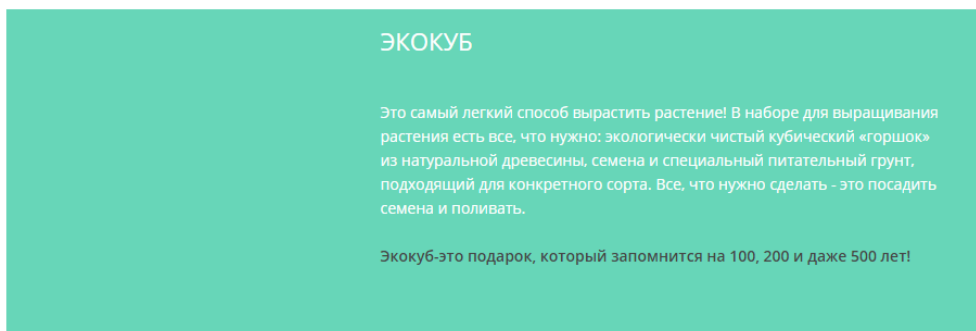 ЭКОКУБ
Это самый легкий способ вырастить растение! В наборе для выращивания
растения есть все, что нужно: экологически чистый кубический «горшок»
из натуральной древесины, семена и специальный питательный грунт,
подходящий для конкретного сорта. Все, что нужно сделать - это посадить
семена и поливать.
Экокуб-это подарок, который запомнится на 100, 200 и даже 500 лет!